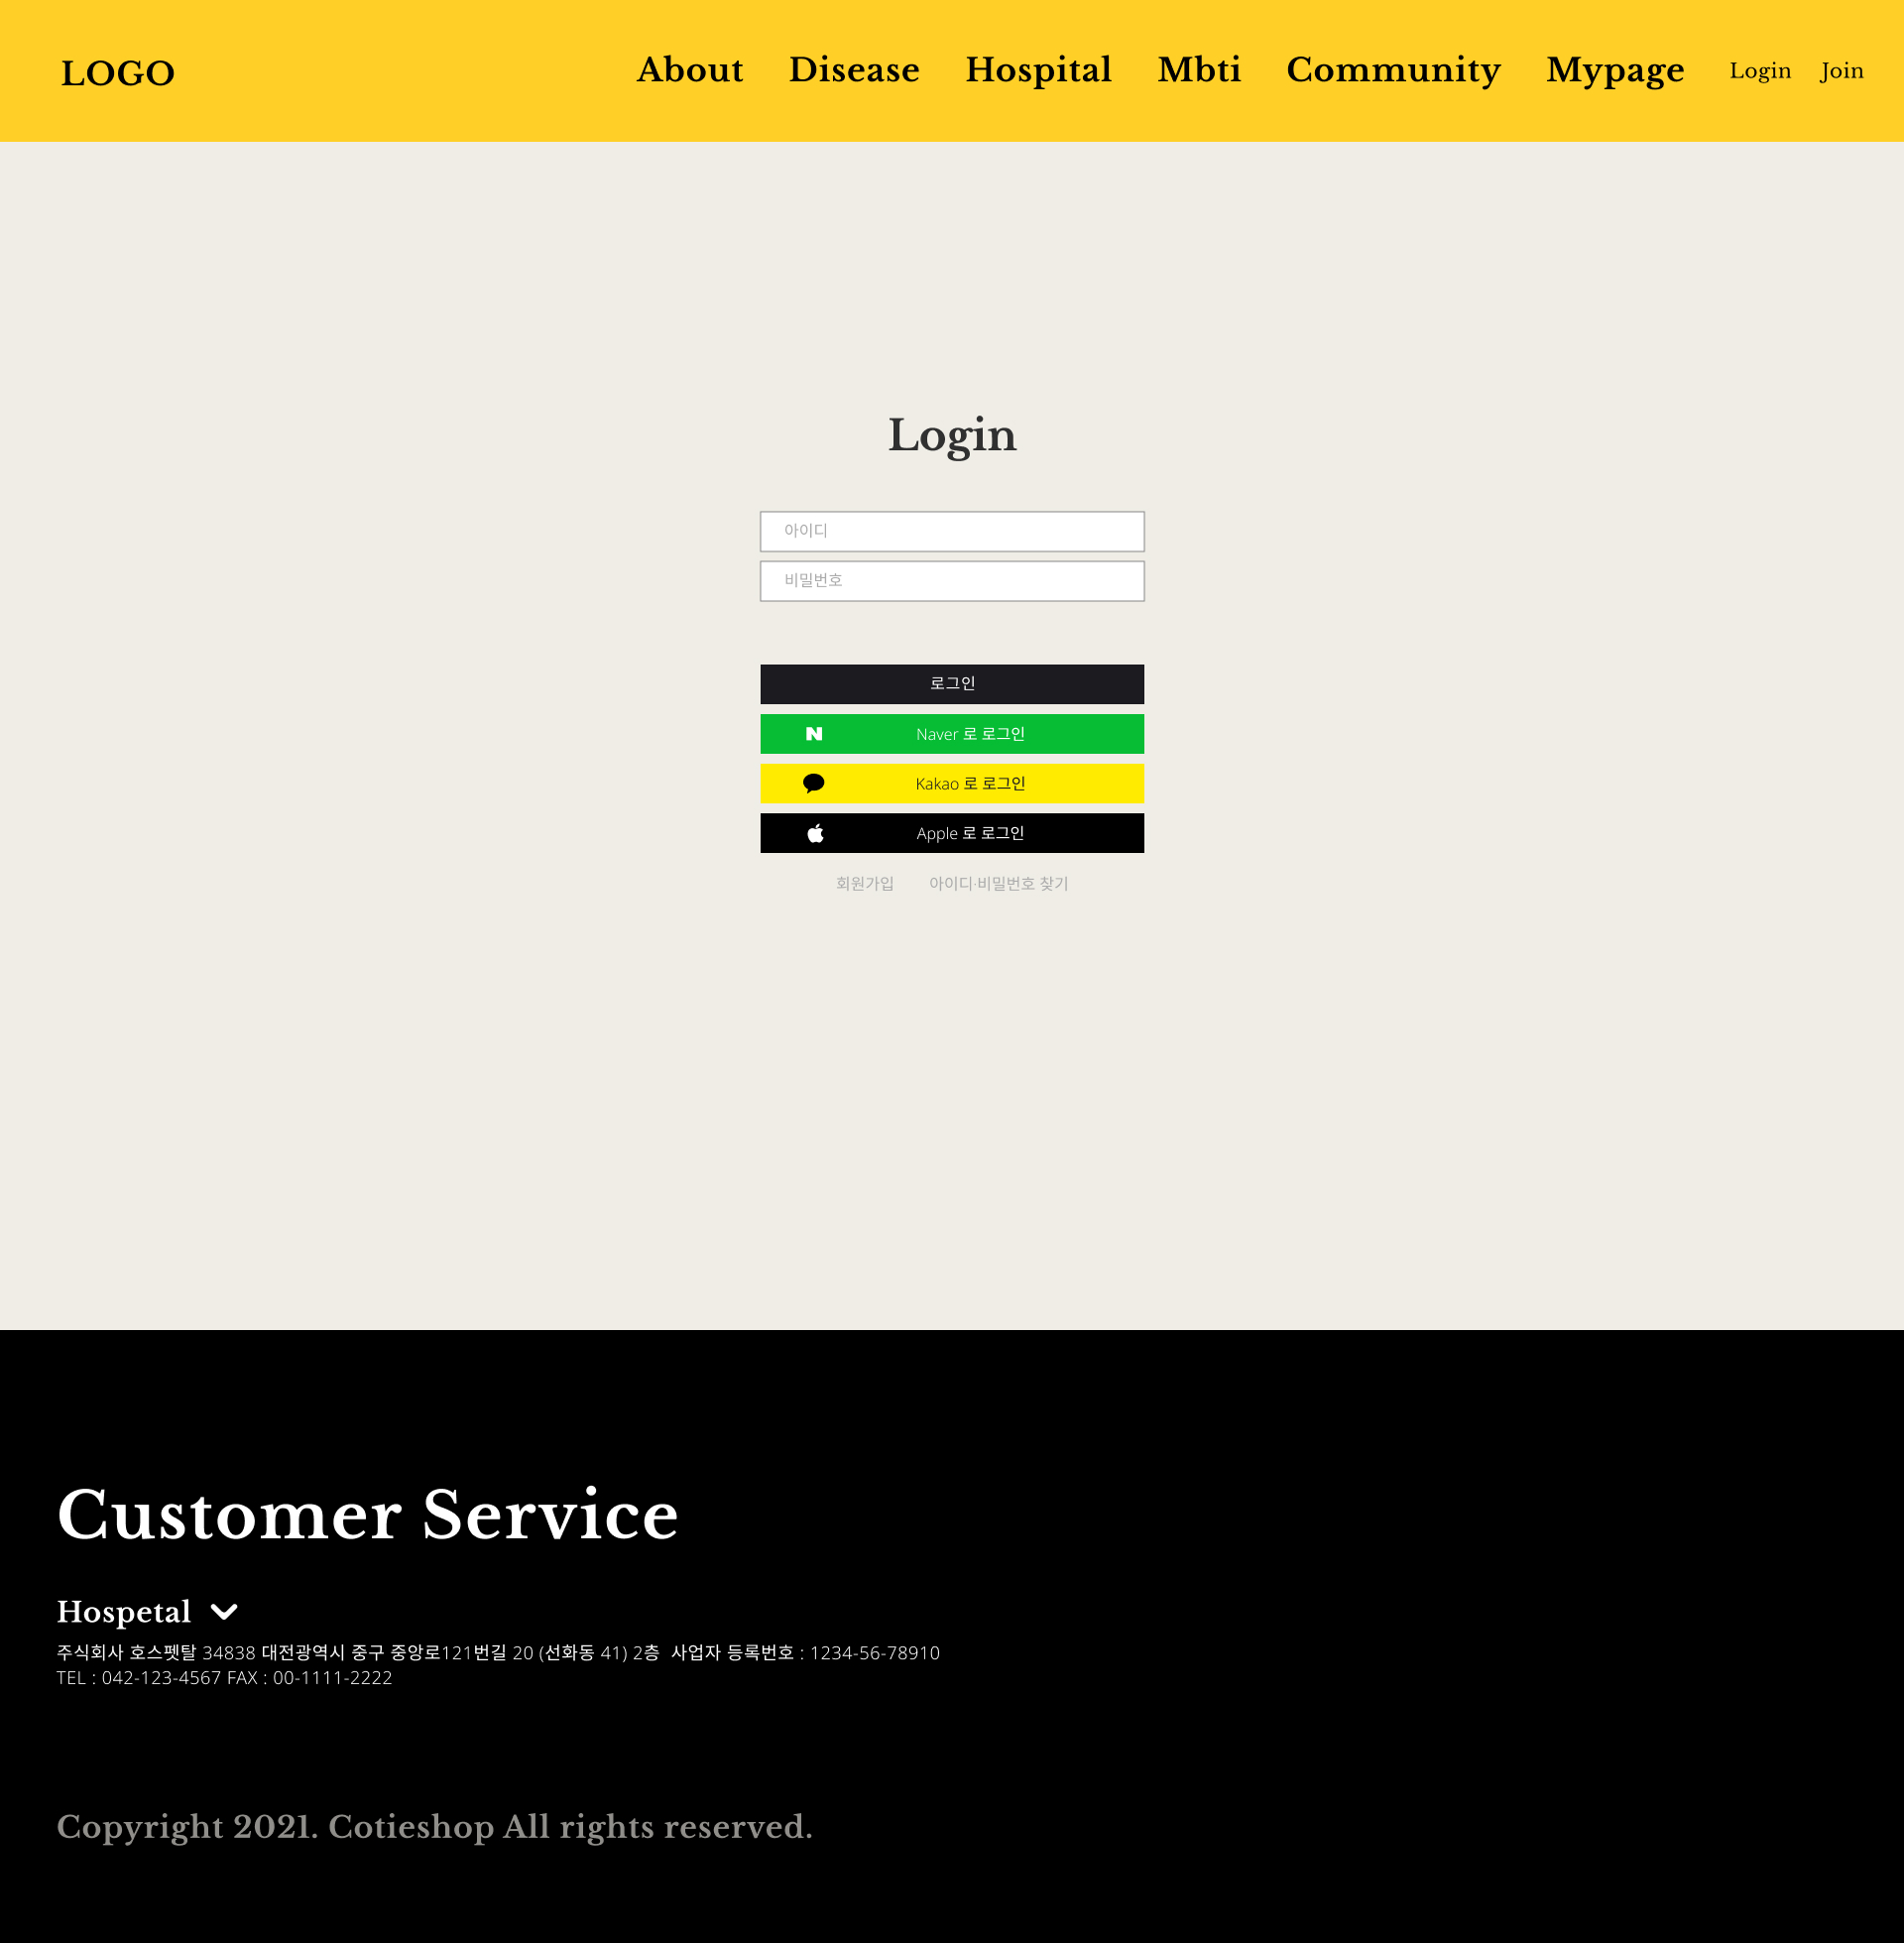 LOGO
About Disease Hospital Mbti Community Mypage Login Join
Login
아이디
비밀번호
로그인
Naver 로 로그인
Kakao 로 로그인
Apple 로 로그인
회원가입 아이디·비밀번호 찾기
Customer Service
Hospetal
주식회사 호스펫탈 34838 대전광역시 중구 중앙로121번길 20 (선화동 41) 2층 사업자 등록번호 : 1234-56-78910
TEL : 042-123-4567 FAX : 00-1111-2222
Copyright 2021. Cotieshop All rights reserved.